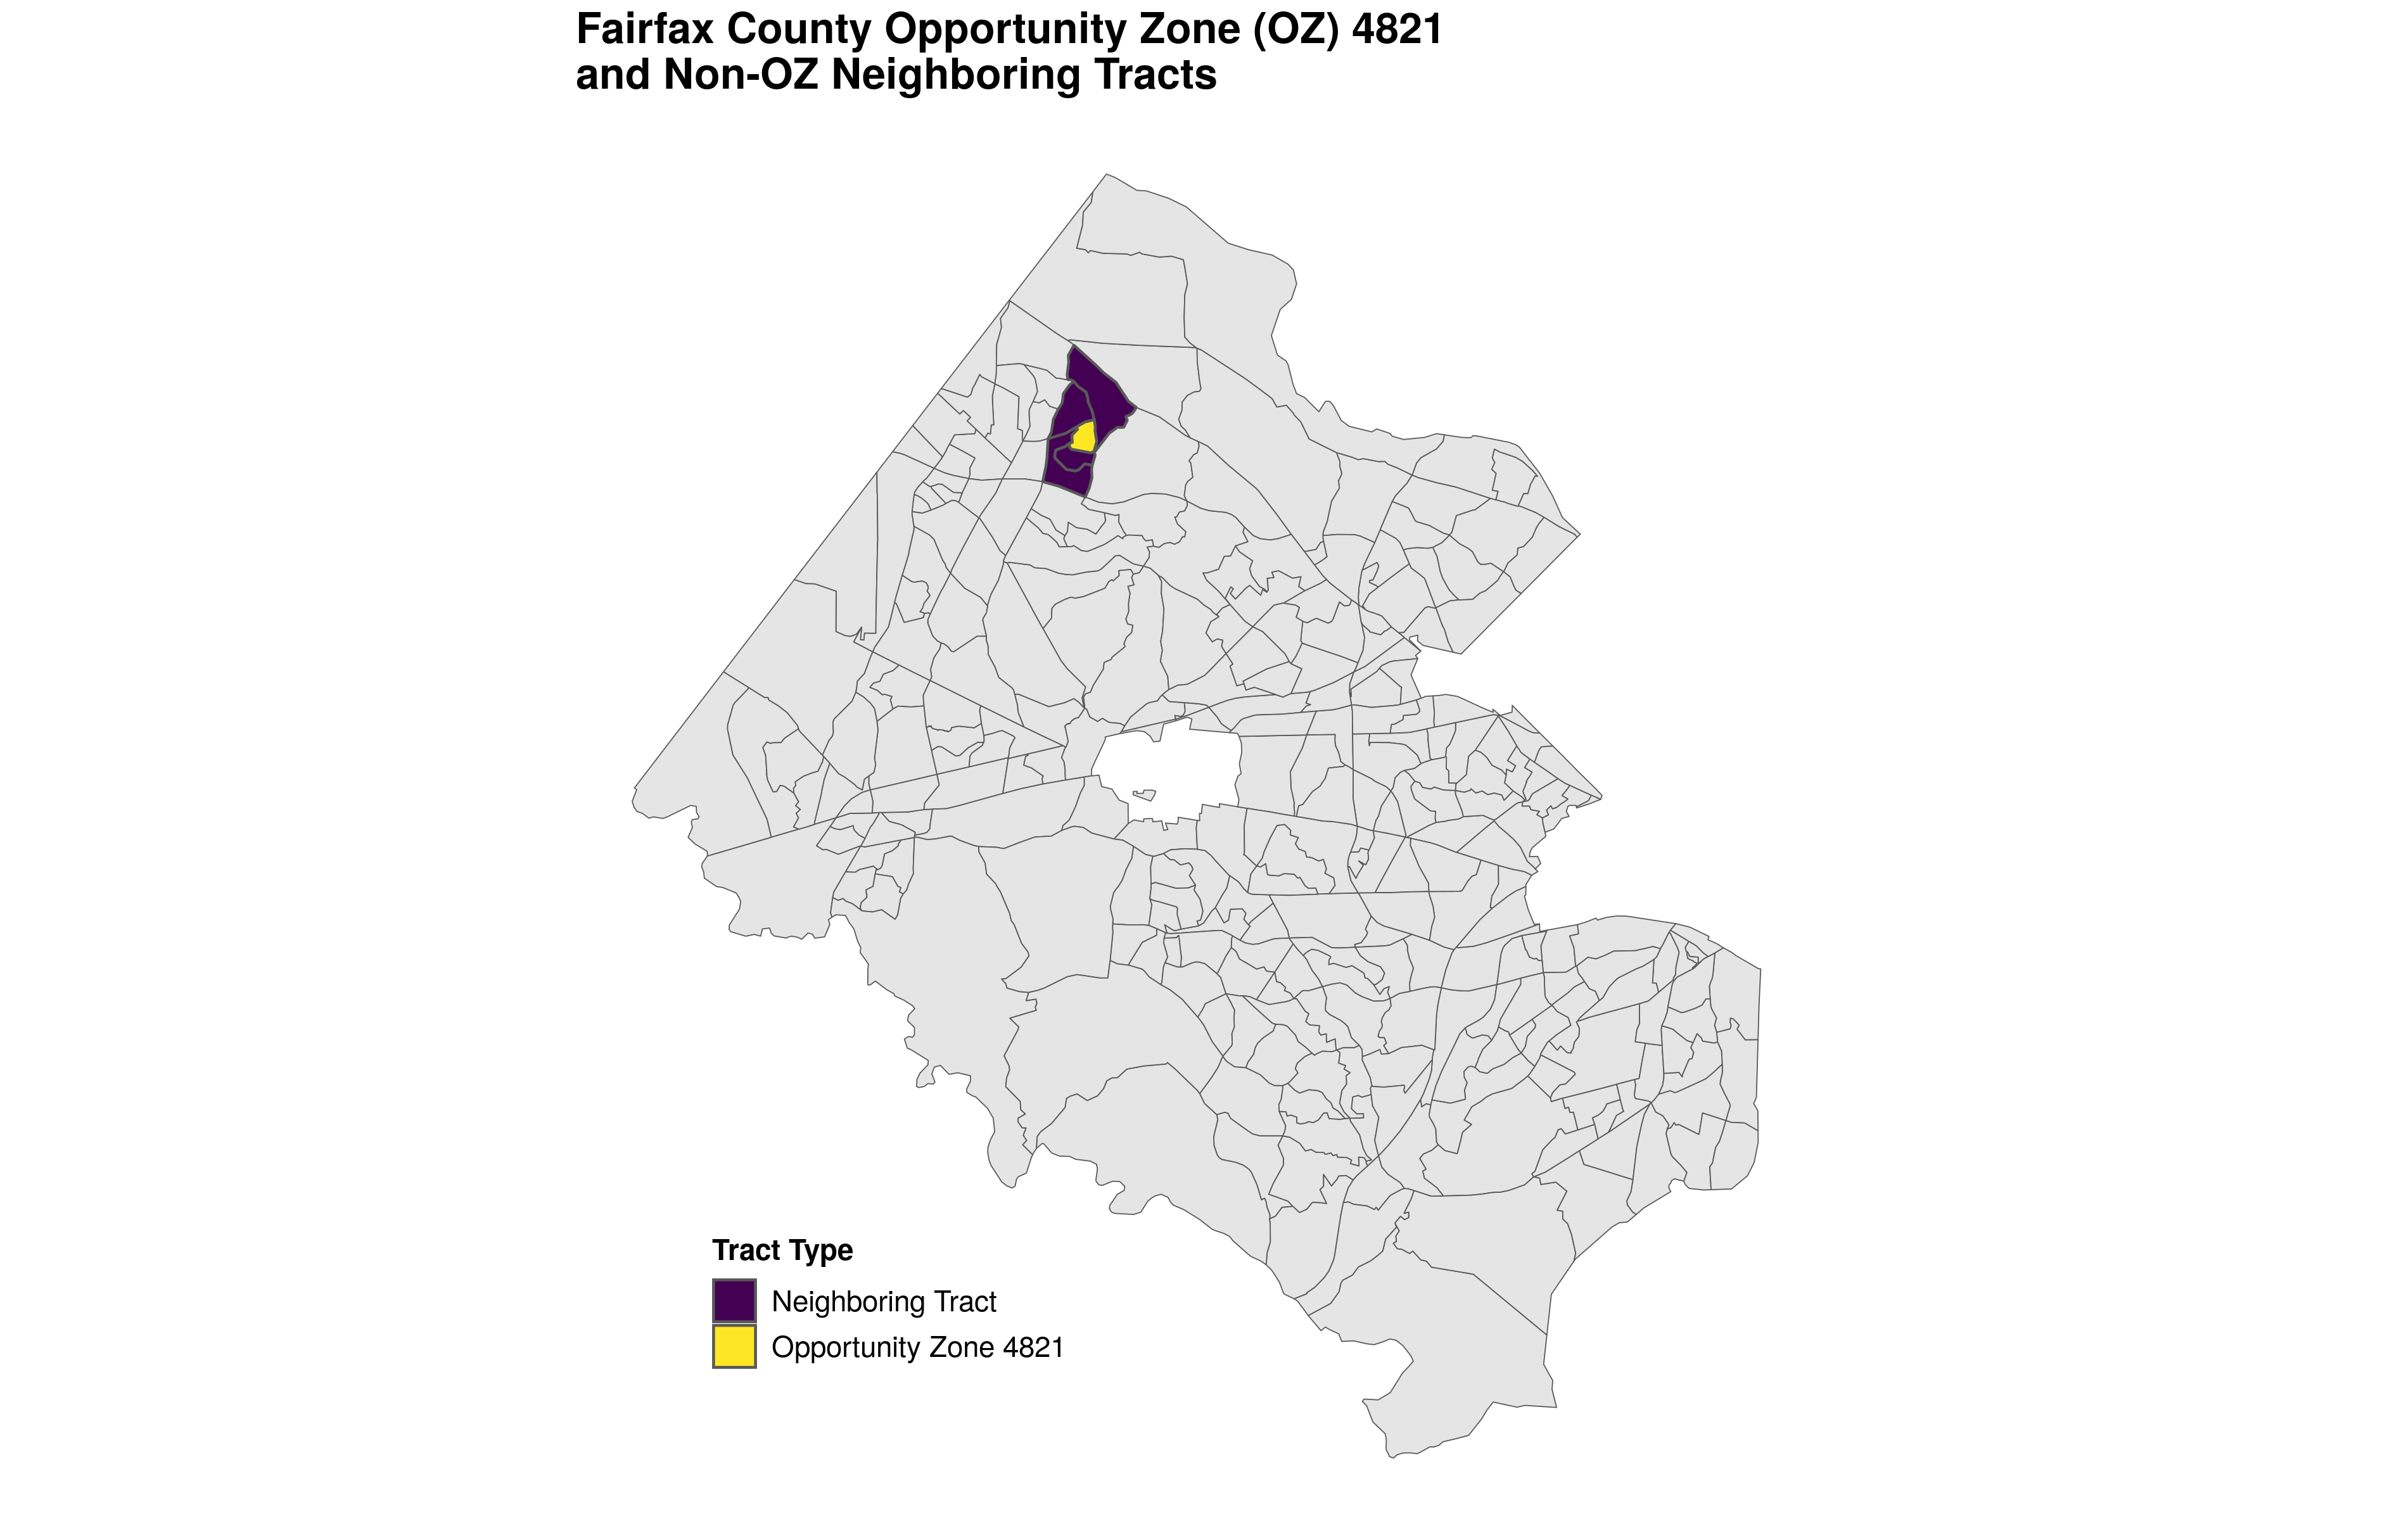 Fairfax County Opportunity Zone (OZ) 4821
and Non-OZ Neighboring Tracts
Tract Type
Neighboring Tract
Opportunity Zone 4821